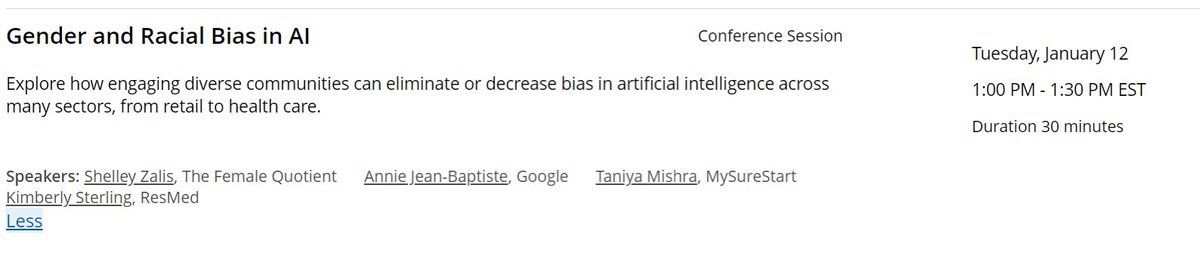 Gender and Racial Bias in AI
Conference Session
Tuesday, January 12
1:00 PM - 1:30 PM EST
Duration 30 minutes
Explore how engaging diverse communities can eliminate or decrease bias in artificial intelligence across
many sectors, from retail to health care.
Speakers: Shelley Zalis, The Female Quotient Annie Jean-Baptiste, Google Taniya Mishra, MySureStart
Kimberly Sterling, ResMed
Less